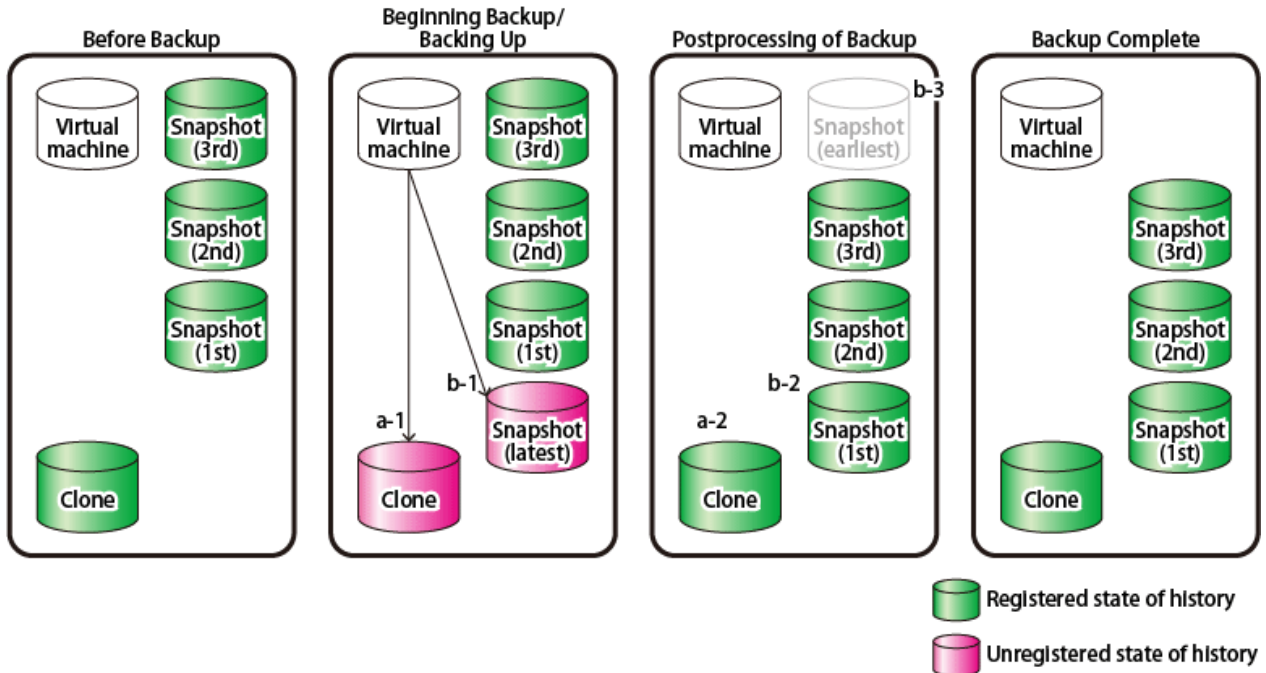 Before Backup
Virtual
machine
Snapshot
(3rd)
Snapshot
(2nd)
Snapshot
(1st)
Clone
Beginning Backup/
Backing Up
Virtual
machine
Snapshot
(3rd)
Snapshot
(2nd)
Snapshot
(1st)
b-1
a-1
Snapshot
(latest)
Clone
Postprocessing of Backup
b-3
Virtual
machine
Snapshot
(earliest)
Snapshot
(3rd)
Snapshot
(2nd)
b-2
a-2
Snapshot
(1st)
Clone
Backup Complete
Virtual
machine
Snapshot
(3rd)
Snapshot
(2nd)
Snapshot
(1st)
Clone
Registered state of history
Unregistered state of history